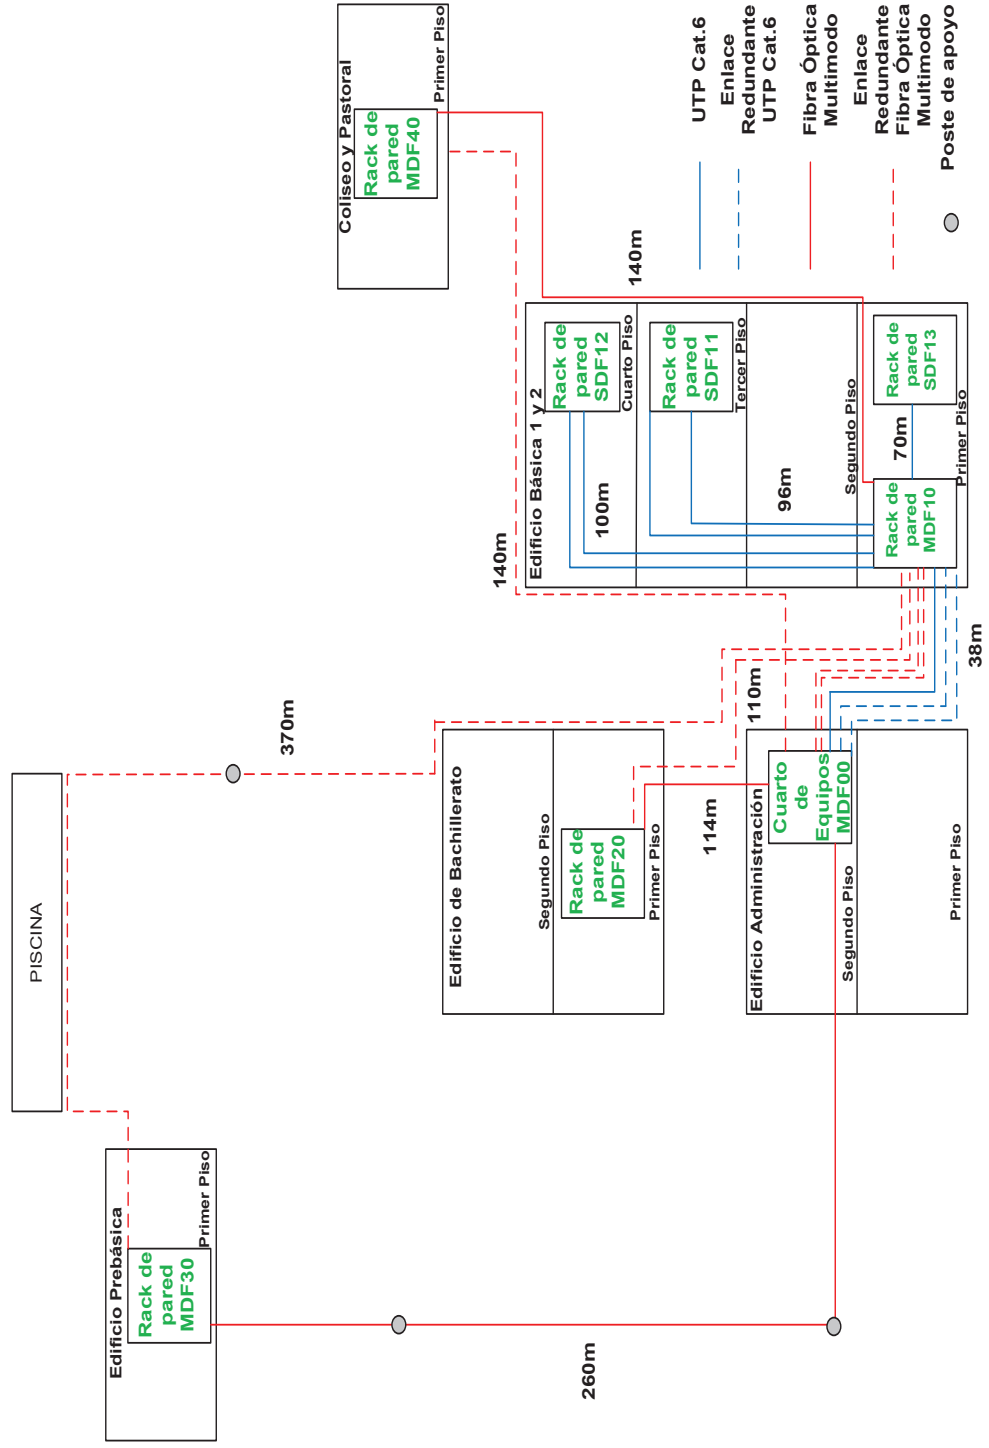 PISCINA
370m
Edificio Prebásica
Rack de
pared
MDF30
Primer Piso
260m
Edificio de Bachillerato
Segundo Piso
Rack de
pared
MDF20
Primer Piso
114m
110m
Edificio Administración
Cuarto
de
Equipos
MDF00
Segundo Piso
Primer Piso
38m
Coliseo y Pastoral
Rack de
pared
MDF40
Primer Piso
140m
140m
Edificio Básica 1 y 2
Rack de
pared
SDF12
Cuarto Piso
100m
Rack de
pared
SDF11
Tercer Piso
96m
Segundo Piso
Rack de
pared
MDF10
70m
Rack de
pared
SDF13
Primer Piso
UTP Cat.6
Enlace
Redundante
UTP Cat.6
Fibra Óptica
Multimodo
Enlace
Redundante
Fibra Óptica
Multimodo
Poste de apoyo